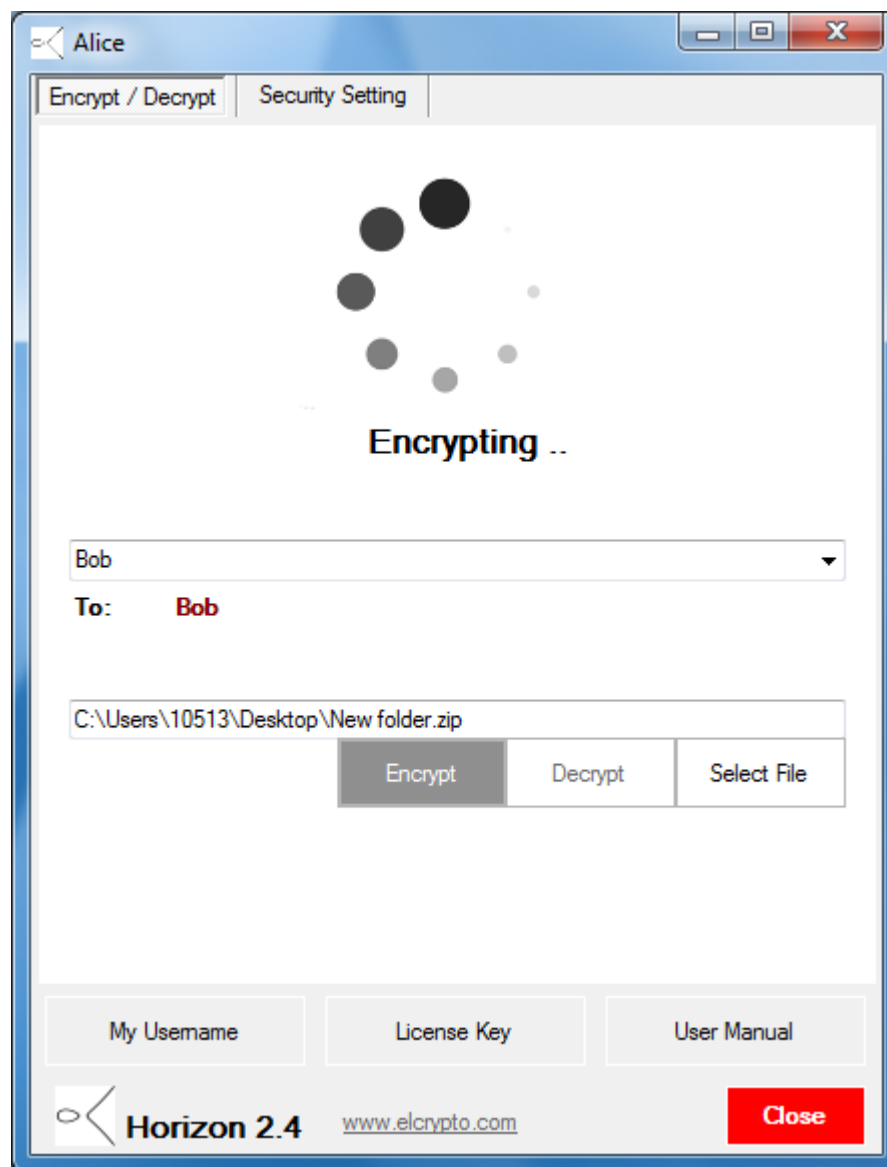 Alice
Encrypt / Decrypt Security Setting
Encrypting ..
Bob
To: Bob
C:\Users\10513\Desktop\New folder.zip
Encrypt Decrypt Select File
My Username License Key User Manual
Horizon 2.4 www.elcrypto.com Close